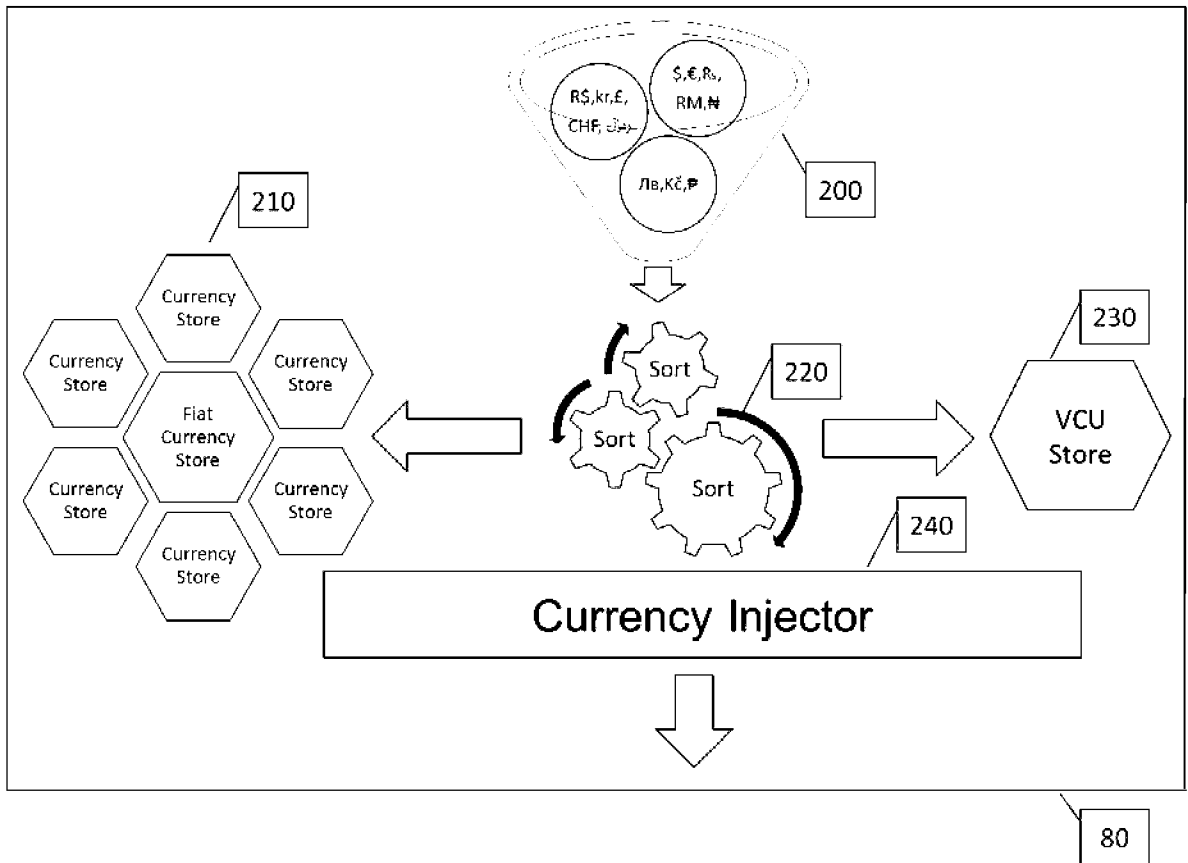 $,€,₨,
RM,₦
R$,kr,£,
CHF,
Лв,Kč,₱
200
210
Currency
Store
Currency
Store
Currency
Store
Fiat
Currency
Store
Currency
Store
Currency
Store
Currency
Store
Sort
Sort
Sort
220
230
VCU
Store
240
Currency Injector
80